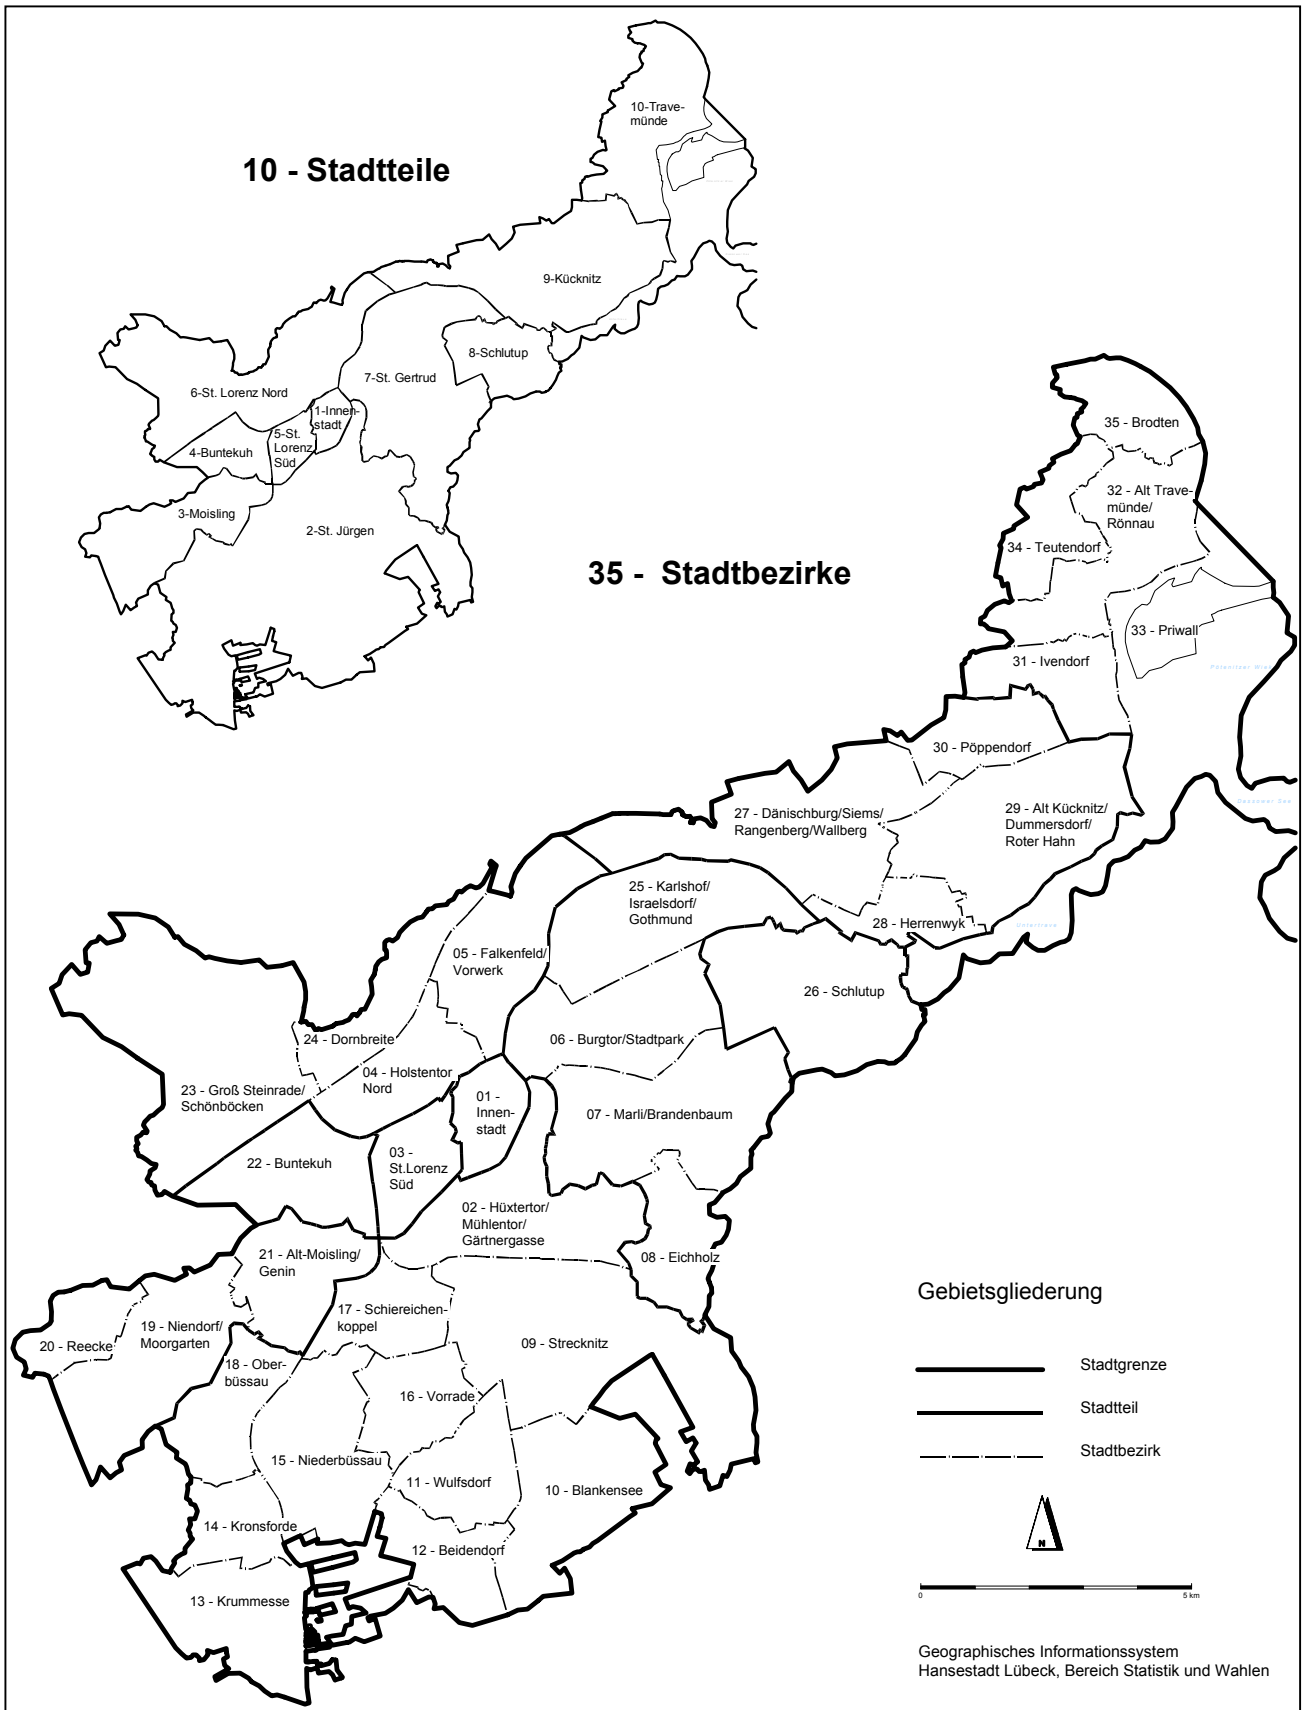 10 - Stadtteile
10-Trave-
münde
9-Kücknitz
8-Schlutup
7-St. Gertrud
6-St. Lorenz Nord
1-Innen-
stadt
5-St.
Lorenz
Süd
4-Buntekuh
3-Moisling
2-St. Jürgen
35 - Stadtbezirke
35 - Brodten
32 - Alt Trave-
münde/
Rönnau
34 - Teutendorf
33 - Priwall
31 - Ivendorf
Pötenitzer Wiek
30 - Pöppendorf
29 - Alt Kücknitz/
Dummersdorf/
Roter Hahn
Dassower See
27 - Dänischburg/Siems/
Rangenberg/Wallberg
25 - Karlshof/
Israelsdorf/
Gothmund
28 - Herrenwyk
Untertrave
05 - Falkenfeld/
Vorwerk
26 - Schlutup
24 - Dornbreite
06 - Burgtor/Stadtpark
04 - Holstentor
Nord
23 - Groß Steinrade/
Schönböcken
01 -
Innen-
stadt
07 - Marli/Brandenbaum
22 - Buntekuh
03 -
St.Lorenz
Süd
02 - Hüxtertor/
Mühlentor/
Gärtnergasse
21 - Alt-Moisling/
Genin
08 - Eichholz
17 - Schiereichen-
koppel
19 - Niendorf/
Moorgarten
20 - Reecke
09 - Strecknitz
18 - Ober-
büssau
16 - Vorrade
15 - Niederbüssau
11 - Wulfsdorf
10 - Blankensee
14 - Kronsforde
12 - Beidendorf
13 - Krummesse
Gebietsgliederung
Stadtgrenze
Stadtteil
Stadtbezirk
N
0
5 km
Geographisches Informationssystem
Hansestadt Lübeck, Bereich Statistik und Wahlen